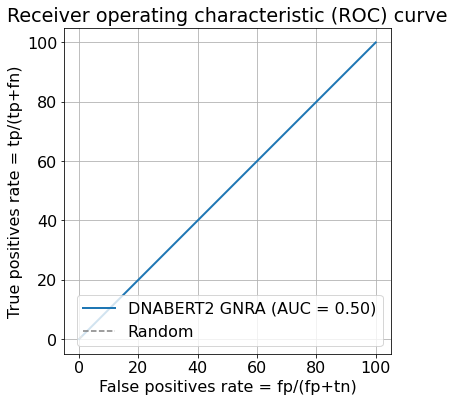 Receiver operating characteristic (ROC) curve
True positives rate = tp/(tp+fn)
100
80
60
40
20
0
DNABERT2 GNRA (AUC = 0.50)
Random
0 20 40 60 80 100
False positives rate = fp/(fp+tn)